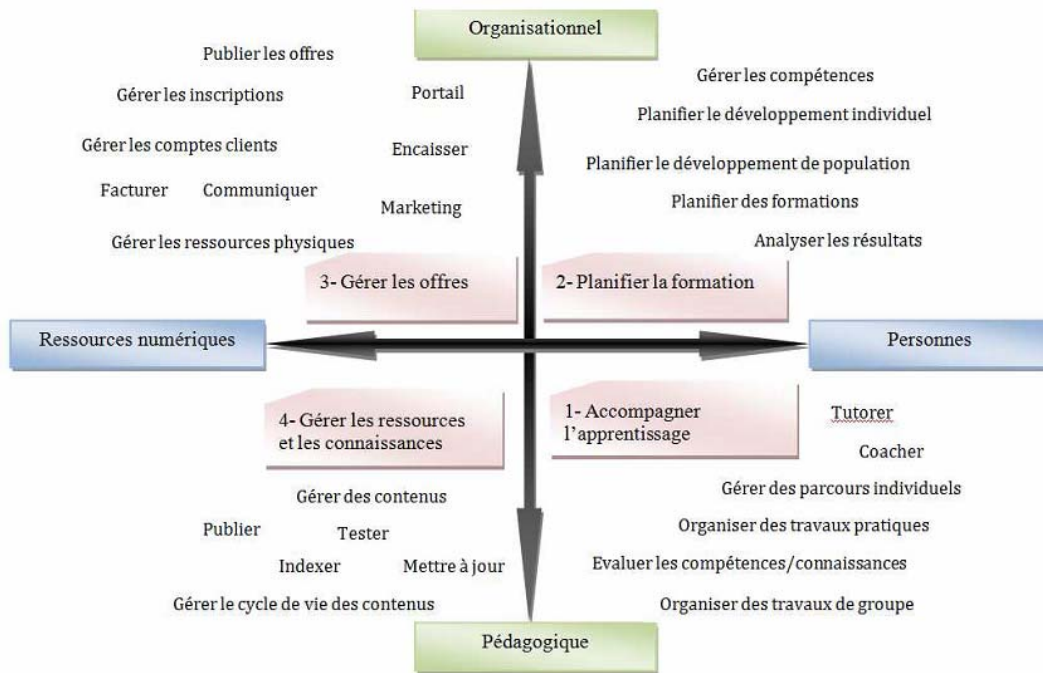 Organisationnel
Publier les offres
Gérer les inscriptions
Portail
Gérer les comptes clients
Encaisser
Facturer
Communiquer
Marketing
Gérer les ressources physiques
3- Gérer les offres
Gérer les compétences
Planifier le développement individuel
Planifier le développement de population
Planifier des formations
Analyser les résultats
2- Planifier la formation
Ressources numériques
Personnes
4- Gérer les ressources
et les connaissances
Gérer des contenus
Publier
Tester
Indexer
Mettre à jour
Gérer le cycle de vie des contenus
1- Accompagner
l’apprentissage
Tutorer
Coacher
Gérer des parcours individuels
Organiser des travaux pratiques
Evaluer les compétences/connaissances
Organiser des travaux de groupe
Pédagogique